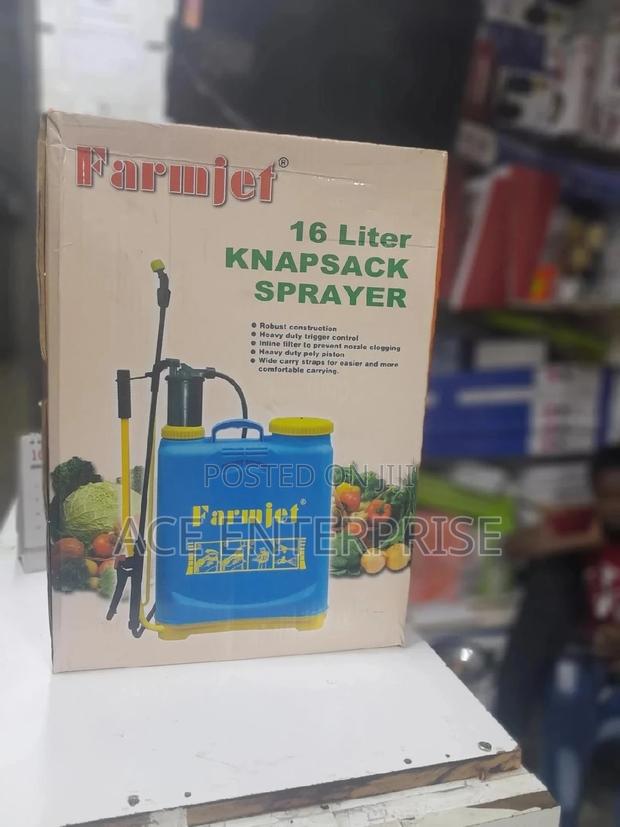 Farmjet®
16 Liter
KNAPSACK
SPRAYER
● Robust construction
● Heavy duty trigger control
● Inline filter to prevent nozzle clogging
● Heavy duty poly piston
● Wide carry straps for easier and more
comfortable carrying.
POSTED ON JIJI
Farmjet®
ACE ENTERPRISE